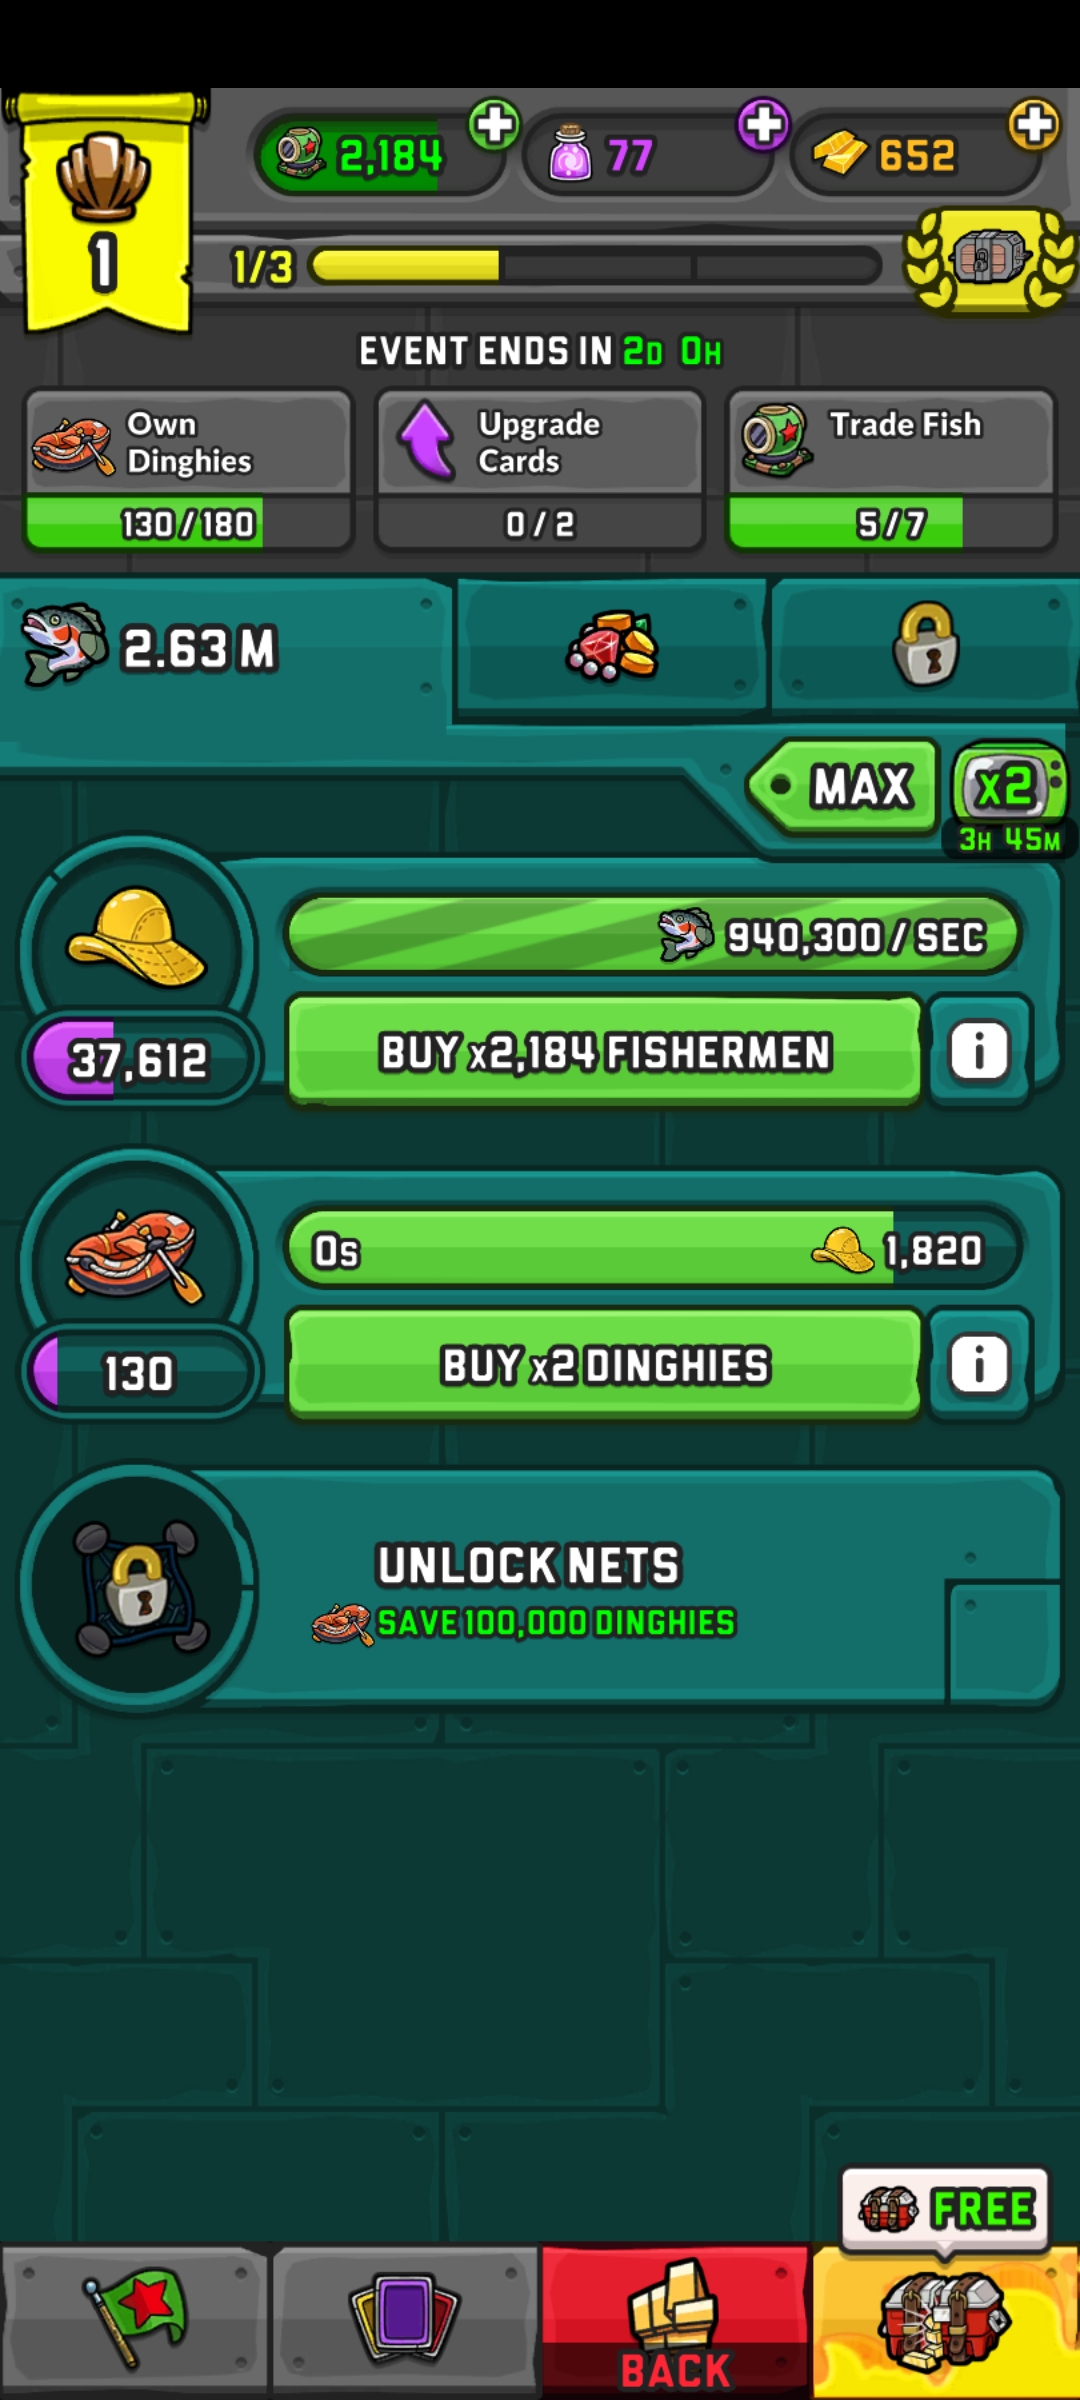 2,184
77
652
1
1/3
EVENT ENDS IN 2D 0H
Own
Dinghies
130/180
Upgrade
Cards
0/2
Trade Fish
5/7
2.63 M
MAX
x2
3H 45M
940,300/SEC
37,612
BUY x2,184 FISHERMEN
i
0s
1,820
130
BUY x2 DINGHIES
i
UNLOCK NETS
SAVE 100,000 DINGHIES
FREE
BACK